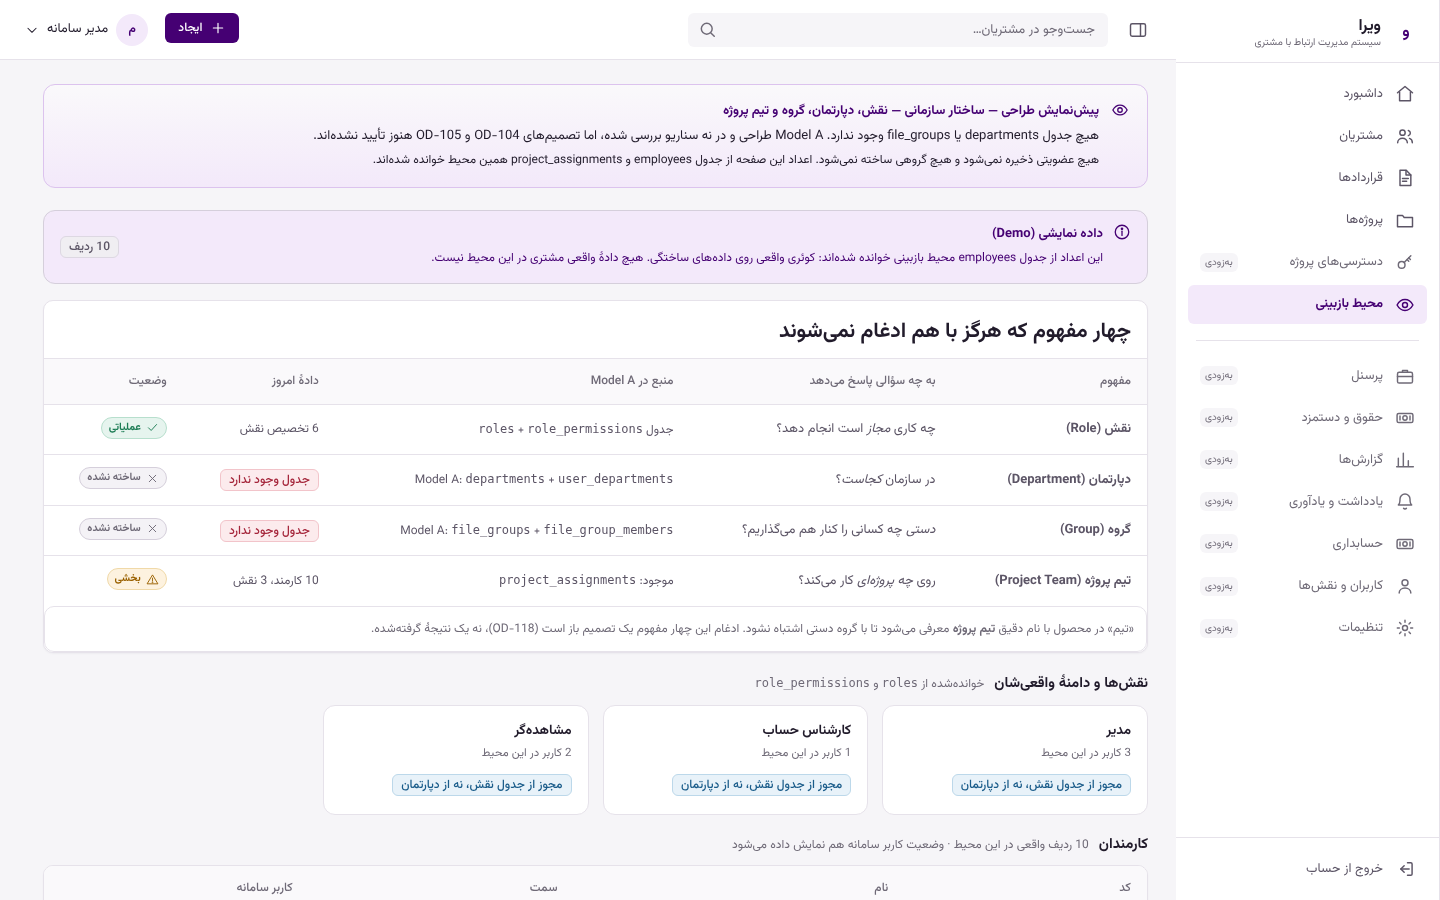 و
ویرا
سیستم مدیریت ارتباط با مشتری
داشبورد
مشتریان
قراردادها
پروژه‌ها
دسترسی‌های پروژه
به‌زودی
محیط بازبینی
پرسنل
به‌زودی
حقوق و دستمزد
به‌زودی
گزارش‌ها
به‌زودی
یادداشت و یادآوری
به‌زودی
حسابداری
به‌زودی
کاربران و نقش‌ها
به‌زودی
تنظیمات
به‌زودی
خروج از حساب
جست‌وجو در مشتریان…
ایجاد
م
مدیر سامانه
پیش‌نمایش طراحی — ساختار سازمانی — نقش، دپارتمان، گروه و تیم پروژه
هیچ جدول departments یا file_groups وجود ندارد. Model A طراحی و در نه سناریو بررسی شده، اما تصمیم‌های OD-104 و OD-105 هنوز تأیید نشده‌اند.
هیچ عضویتی ذخیره نمی‌شود و هیچ گروهی ساخته نمی‌شود. اعداد این صفحه از جدول employees و project_assignments همین محیط خوانده شده‌اند.
داده نمایشی (Demo)
این اعداد از جدول employees محیط بازبینی خوانده شده‌اند: کوئری واقعی روی داده‌های ساختگی. هیچ دادهٔ واقعی مشتری در این محیط نیست.
10 ردیف
چهار مفهوم که هرگز با هم ادغام نمی‌شوند
مفهوم
به چه سؤالی پاسخ می‌دهد
منبع در Model A
دادهٔ امروز
وضعیت
نقش (Role)
چه کاری مجاز است انجام دهد؟
جدول roles + role_permissions
6 تخصیص نقش
عملیاتی
دپارتمان (Department)
در سازمان کجاست؟
Model A: departments + user_departments
جدول وجود ندارد
ساخته نشده
گروه (Group)
دستی چه کسانی را کنار هم می‌گذاریم؟
Model A: file_groups + file_group_members
جدول وجود ندارد
ساخته نشده
تیم پروژه (Project Team)
روی چه پروژه‌ای کار می‌کند؟
موجود: project_assignments
10 کارمند، 3 نقش
بخشی
«تیم» در محصول با نام دقیق تیم پروژه معرفی می‌شود تا با گروه دستی اشتباه نشود. ادغام این چهار مفهوم یک تصمیم باز است (OD-118)، نه یک نتیجهٔ گرفته‌شده.
نقش‌ها و دامنهٔ واقعی‌شان خوانده‌شده از roles و role_permissions
مدیر
3 کاربر در این محیط
مجوز از جدول نقش، نه از دپارتمان
کارشناس حساب
1 کاربر در این محیط
مجوز از جدول نقش، نه از دپارتمان
مشاهده‌گر
2 کاربر در این محیط
مجوز از جدول نقش، نه از دپارتمان
کارمندان 10 ردیف واقعی در این محیط · وضعیت کاربر سامانه هم نمایش داده می‌شود
کد
نام
سمت
کاربر سامانه